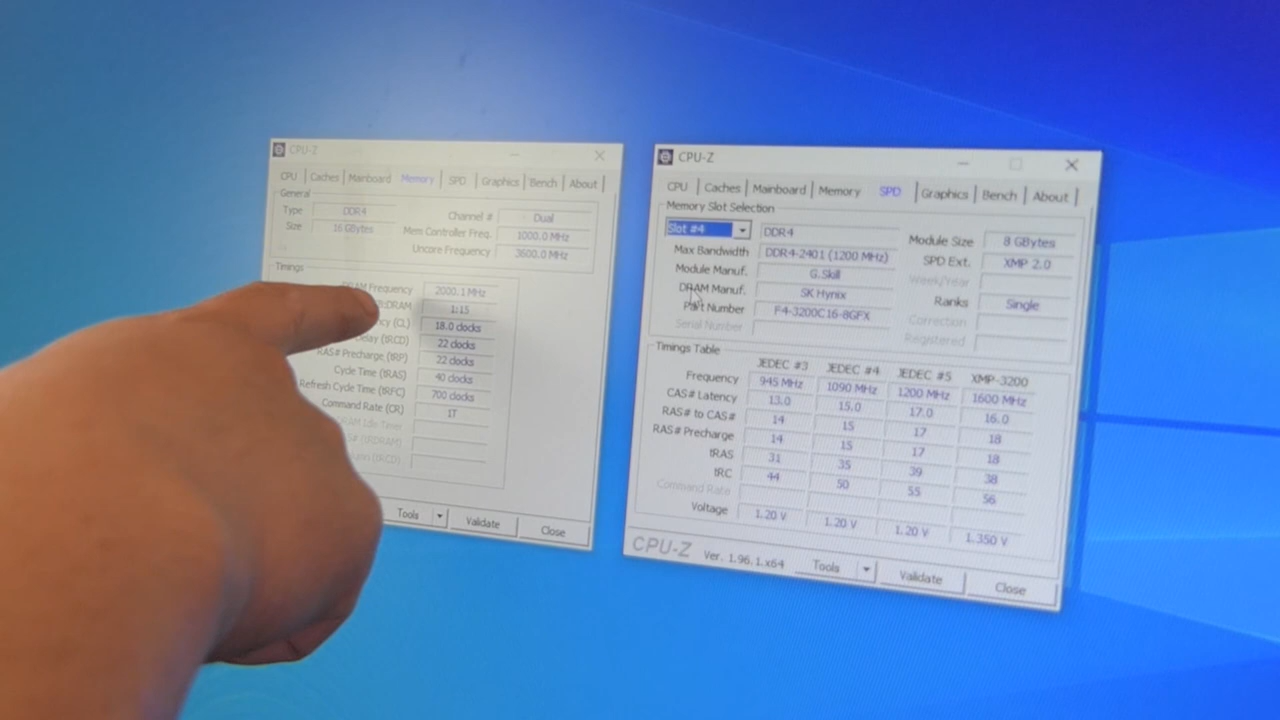 CPU-Z
CPU Caches Mainboard Memory SPD Graphics Bench About
General
Type DDR4 Channel # Dual
Size 16 GBytes Mem Controller Freq. 1000.0 MHz
Uncore Frequency 3600.0 MHz
Timings
DRAM Frequency 2000.1 MHz
:DRAM 1:15
(CL) 18.0 clocks
Delay (tRCD) 22 clocks
RAS# Precharge (tRP) 22 clocks
Cycle Time (tRAS) 40 clocks
Refresh Cycle Time (tRFC) 700 clocks
Command Rate (CR) 1T
DRAM Idle Timer
(tRDRAM)
(tRCD)
Tools Validate Close
CPU-Z
CPU Caches Mainboard Memory SPD Graphics Bench About
Memory Slot Selection
Slot #4 DDR4 Module Size 8 GBytes
Max Bandwidth DDR4-2401 (1200 MHz) SPD Ext. XMP 2.0
Module Manuf. G.Skill Week/Year
DRAM Manuf. SK Hynix Ranks Single
Part Number F4-3200C16-8GFX Correction
Serial Number Registered
Timings Table
JEDEC #3 JEDEC #4 JEDEC #5 XMP-3200
Frequency 945 MHz 1090 MHz 1200 MHz 1600 MHz
CAS# Latency 13.0 15.0 17.0 16.0
RAS# to CAS# 14 15 17 18
RAS# Precharge 14 15 17 18
tRAS 31 35 39 38
tRC 44 50 55 56
Command Rate
Voltage 1.20 V 1.20 V 1.20 V 1.350 V
CPU-Z Ver. 1.96.1.x64 Tools Validate Close